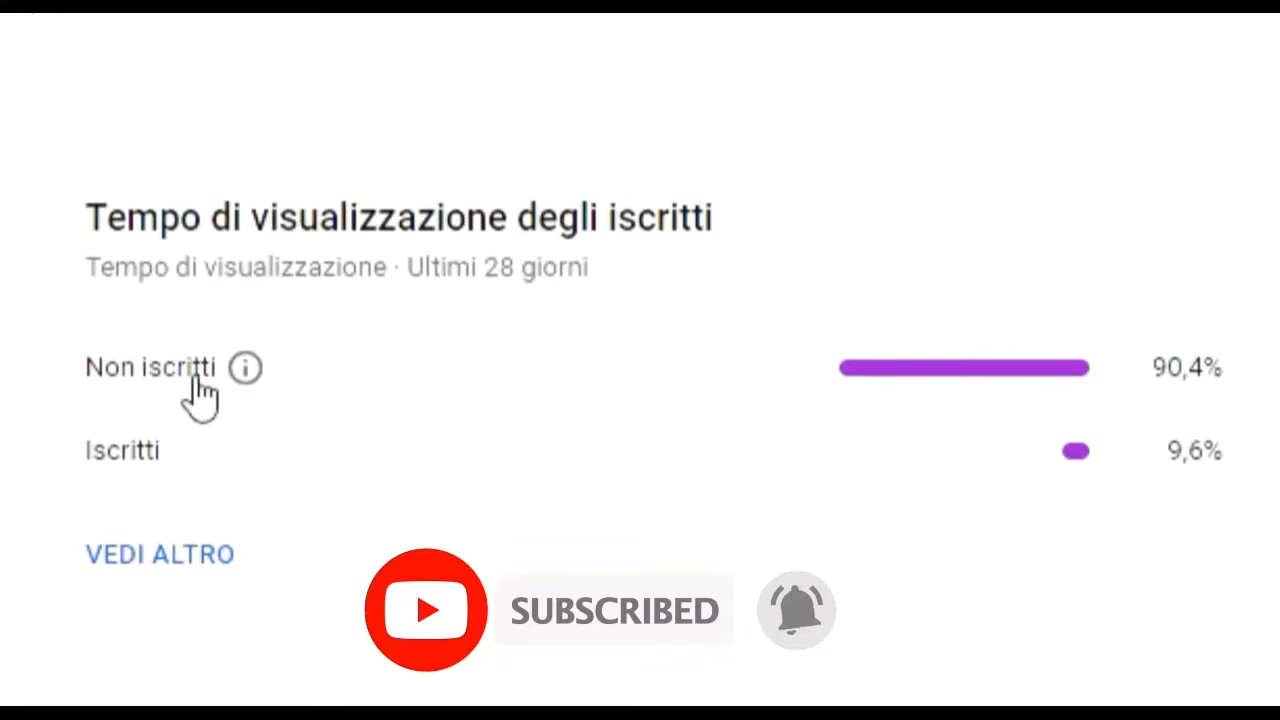 Tempo di visualizzazione degli iscritti
Tempo di visualizzazione · Ultimi 28 giorni
Non iscritti 90,4%
Iscritti 9,6%
VEDI ALTRO
SUBSCRIBED